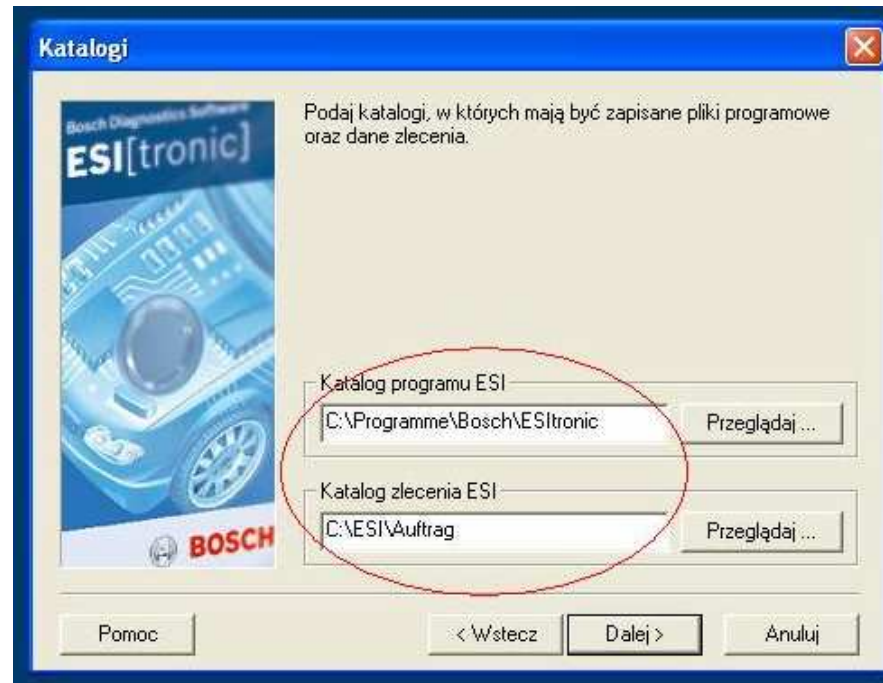 Katalogi
Bosch Diagnostics Software
ESI[tronic]
Podaj katalogi, w których mają być zapisane pliki programowe
oraz dane zlecenia.
Katalog programu ESI
C:\Programme\Bosch\ESItronic
Przeglądaj ...
Katalog zlecenia ESI
C:\ESI\Auftrag
Przeglądaj ...
BOSCH
Pomoc
< Wstecz
Dalej >
Anuluj